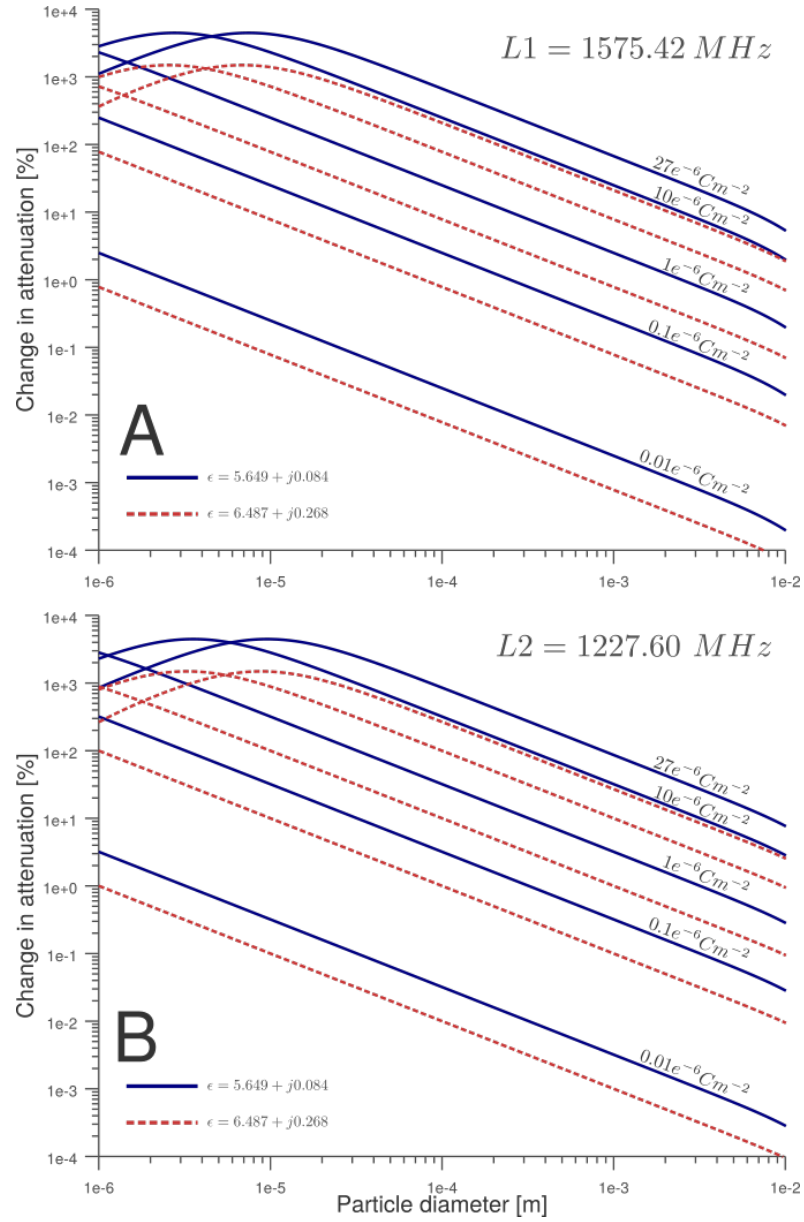 L1 = 1575.42 MHz
Change in attenuation [%]
1e+4
1e+3
1e+2
1e+1
1e+0
1e-1
1e-2
1e-3
1e-4
27e⁻⁶Cm⁻²
10e⁻⁶Cm⁻²
1e⁻⁶Cm⁻²
0.1e⁻⁶Cm⁻²
0.01e⁻⁶Cm⁻²
A
ϵ = 5.649 + j0.084
ϵ = 6.487 + j0.268
1e-6 1e-5 1e-4 1e-3 1e-2
L2 = 1227.60 MHz
Change in attenuation [%]
1e+4
1e+3
1e+2
1e+1
1e+0
1e-1
1e-2
1e-3
1e-4
27e⁻⁶Cm⁻²
10e⁻⁶Cm⁻²
1e⁻⁶Cm⁻²
0.1e⁻⁶Cm⁻²
0.01e⁻⁶Cm⁻²
B
ϵ = 5.649 + j0.084
ϵ = 6.487 + j0.268
1e-6 1e-5 1e-4 1e-3 1e-2
Particle diameter [m]